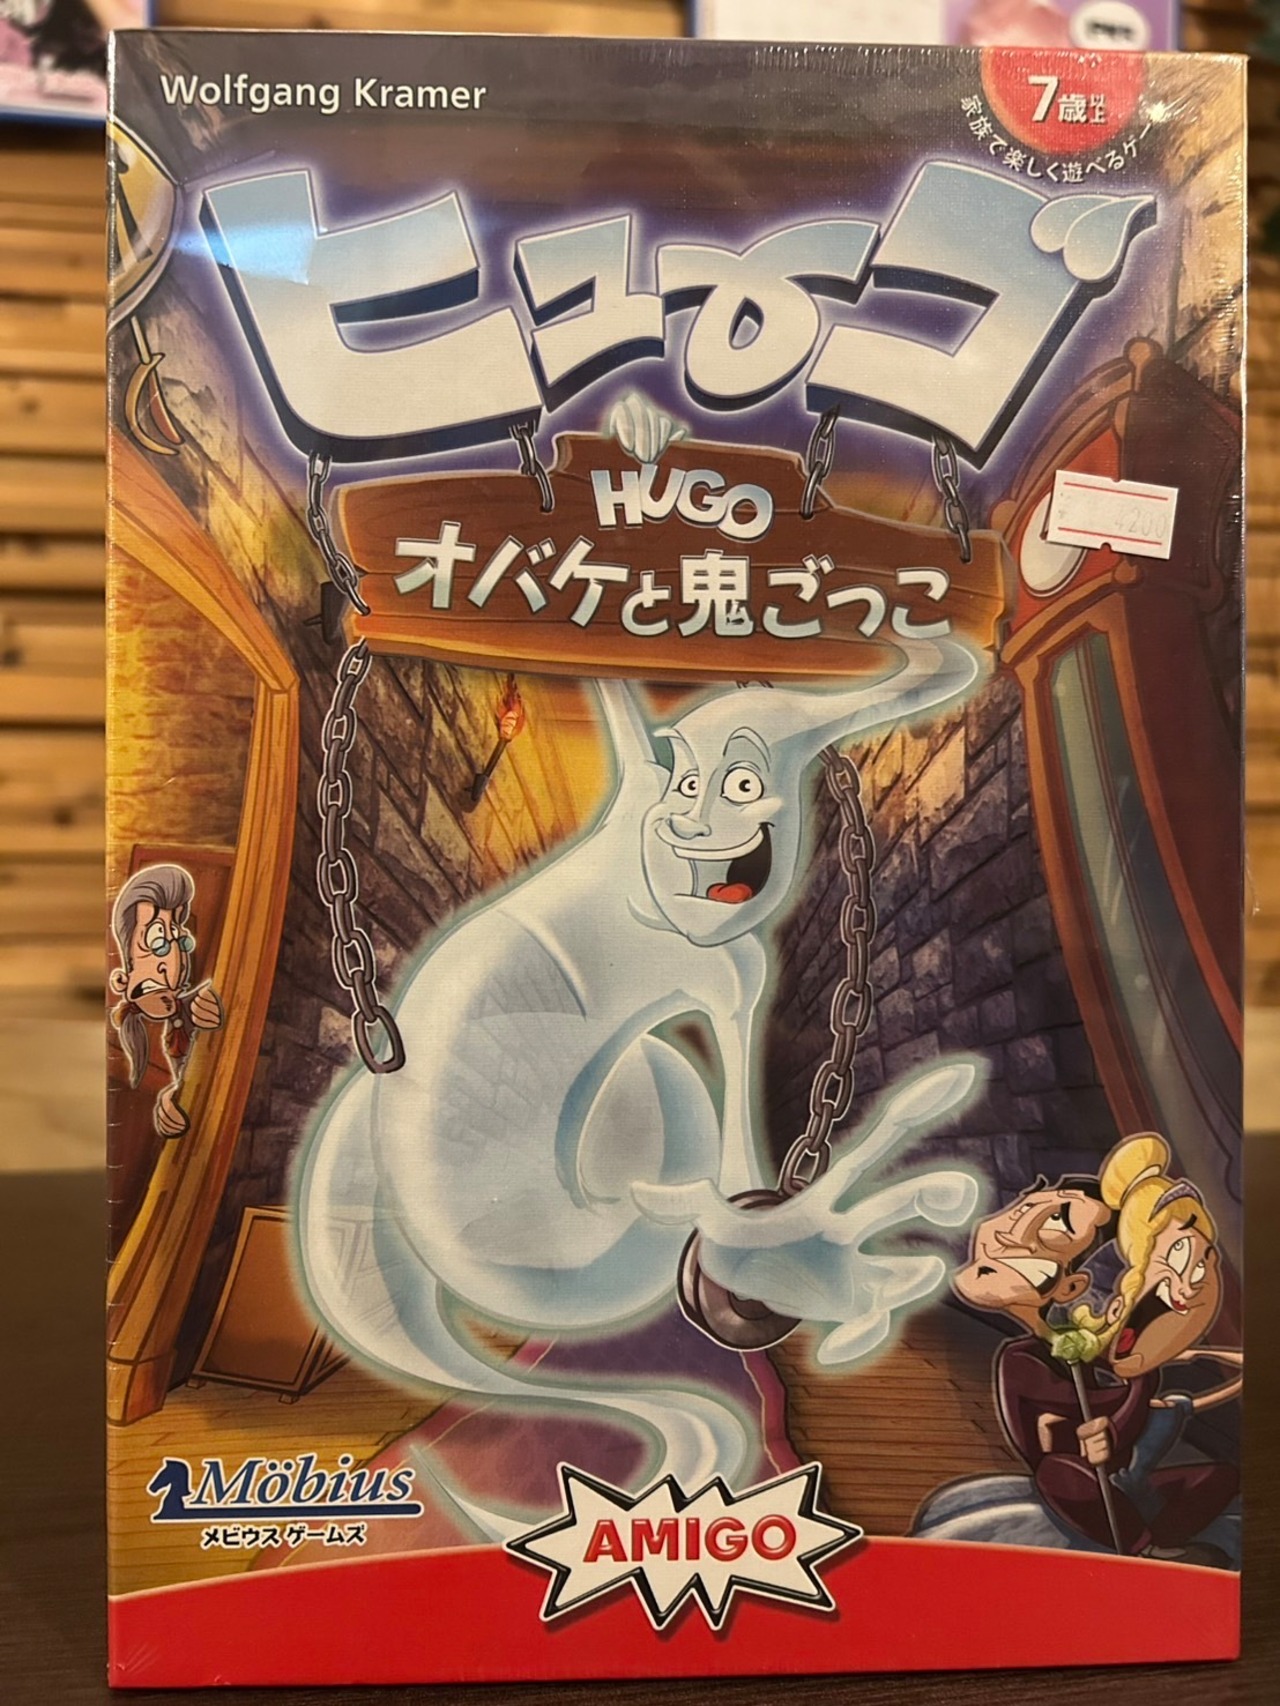 Wolfgang Kramer
7歳以上
家族で楽しく遊べるゲーム
ヒューゴ
HUGO
オバケと鬼ごっこ
¥ 4200
Möbius
メビウスゲームズ
AMIGO